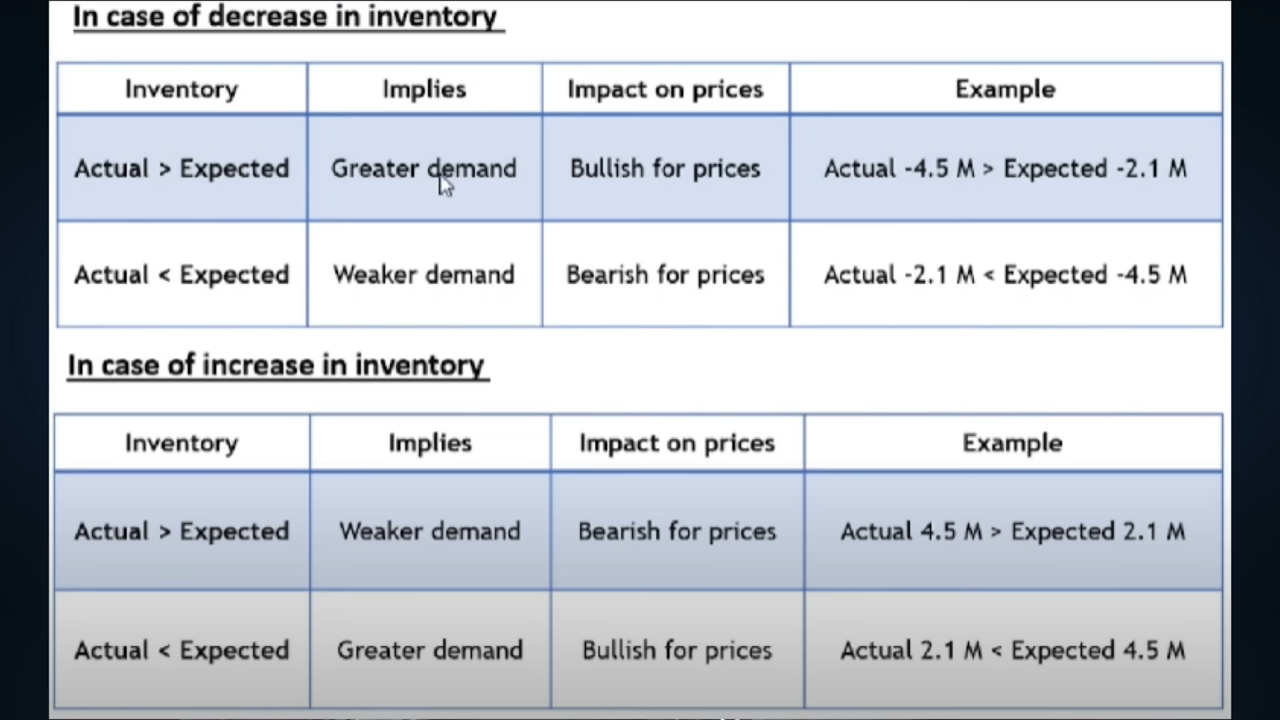 In case of decrease in inventory
Inventory Implies Impact on prices Example
Actual > Expected Greater demand Bullish for prices Actual -4.5 M > Expected -2.1 M
Actual < Expected Weaker demand Bearish for prices Actual -2.1 M < Expected -4.5 M
In case of increase in inventory
Inventory Implies Impact on prices Example
Actual > Expected Weaker demand Bearish for prices Actual 4.5 M > Expected 2.1 M
Actual < Expected Greater demand Bullish for prices Actual 2.1 M < Expected 4.5 M